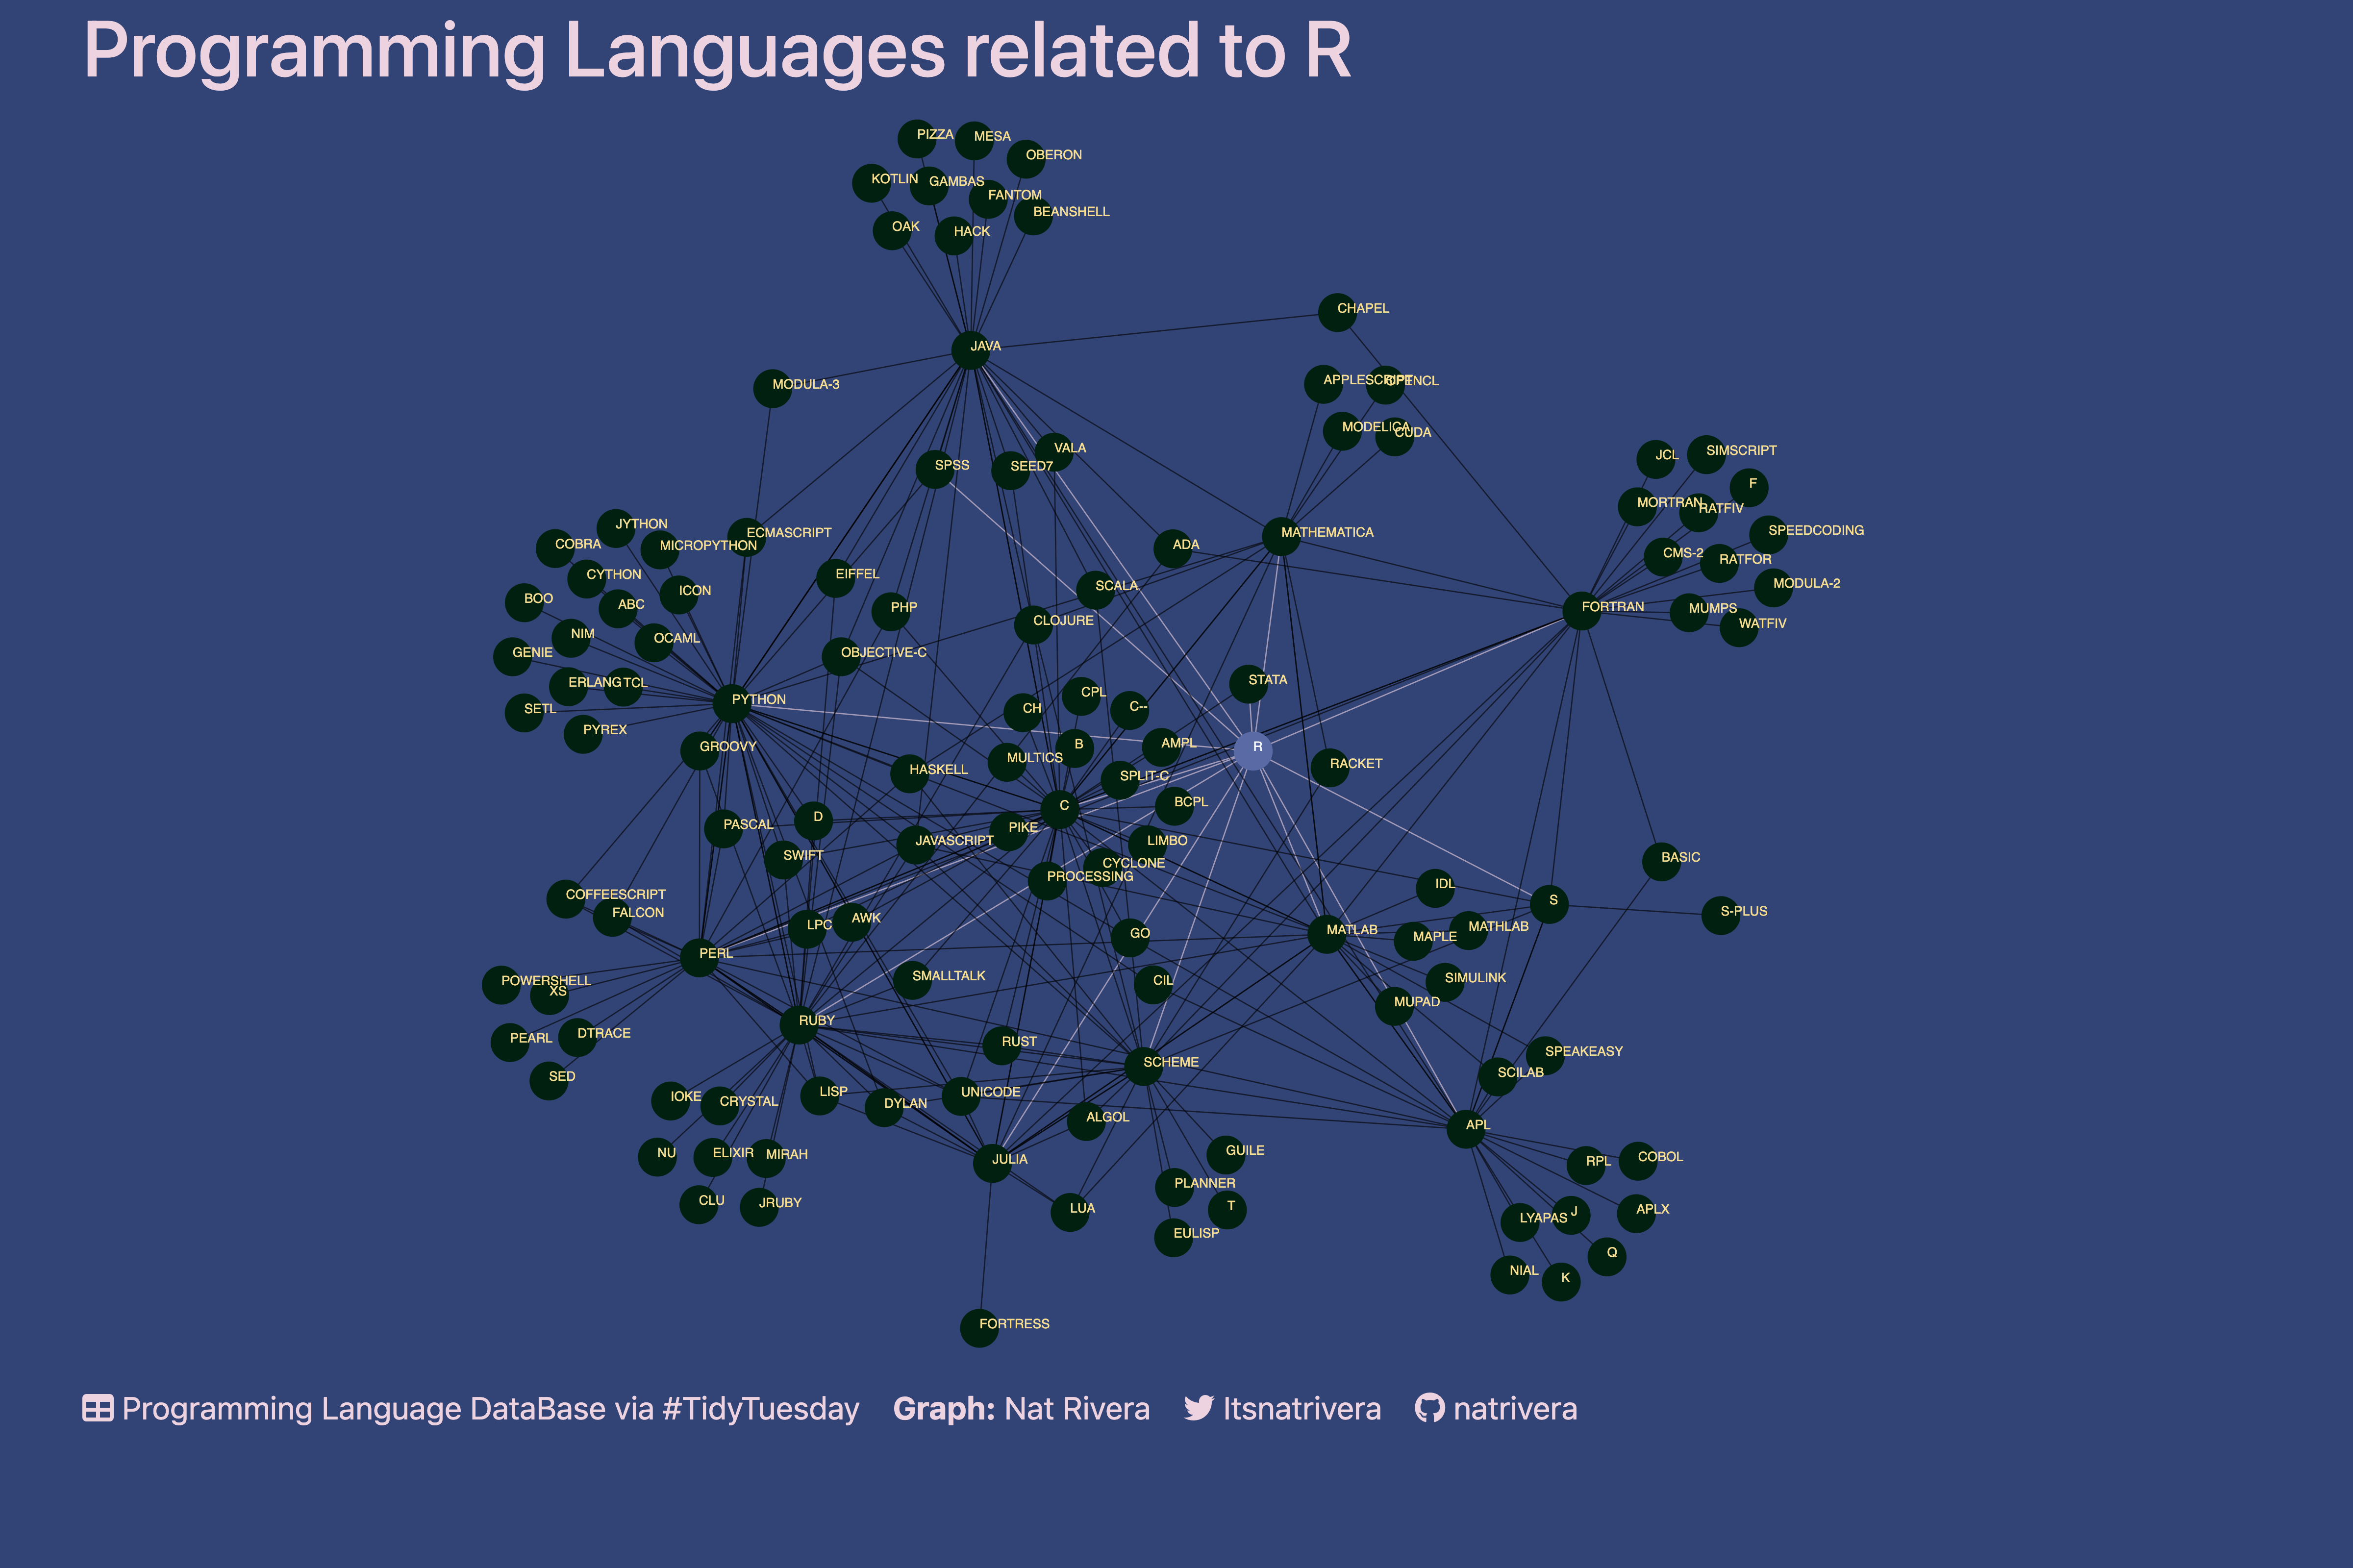 Programming Languages related to R
PIZZA
MESA
OBERON
KOTLIN
GAMBAS
FANTOM
BEANSHELL
OAK
HACK
CHAPEL
JAVA
MODULA-3
APPLESCRIPT
OPENCL
MODELICA
CUDA
VALA
SPSS
SEED7
JCL
SIMSCRIPT
F
MORTRAN
RATFIV
SPEEDCODING
JYTHON
COBRA
MICROPYTHON
ECMASCRIPT
MATHEMATICA
ADA
CMS-2
RATFOR
CYTHON
EIFFEL
SCALA
MODULA-2
ICON
BOO
ABC
PHP
FORTRAN
MUMPS
CLOJURE
WATFIV
NIM
OCAML
GENIE
OBJECTIVE-C
ERLANG
TCL
STATA
CPL
PYTHON
SETL
CH
C--
PYREX
GROOVY
B
AMPL
R
MULTICS
HASKELL
SPLIT-C
RACKET
C
BCPL
D
PASCAL
PIKE
JAVASCRIPT
LIMBO
SWIFT
CYCLONE
PROCESSING
BASIC
IDL
COFFEESCRIPT
S
FALCON
S-PLUS
AWK
LPC
GO
MATLAB
MAPLE
MATHLAB
PERL
SMALLTALK
CIL
SIMULINK
POWERSHELL
XS
MUPAD
RUBY
PEARL
DTRACE
RUST
SPEAKEASY
SCHEME
SCILAB
SED
IOKE
CRYSTAL
LISP
DYLAN
UNICODE
ALGOL
APL
NU
ELIXIR
MIRAH
JULIA
GUILE
RPL
COBOL
PLANNER
CLU
JRUBY
LUA
T
LYAPAS
J
APLX
EULISP
Q
NIAL
K
FORTRESS
Programming Language DataBase via #TidyTuesday Graph: Nat Rivera Itsnatrivera natrivera